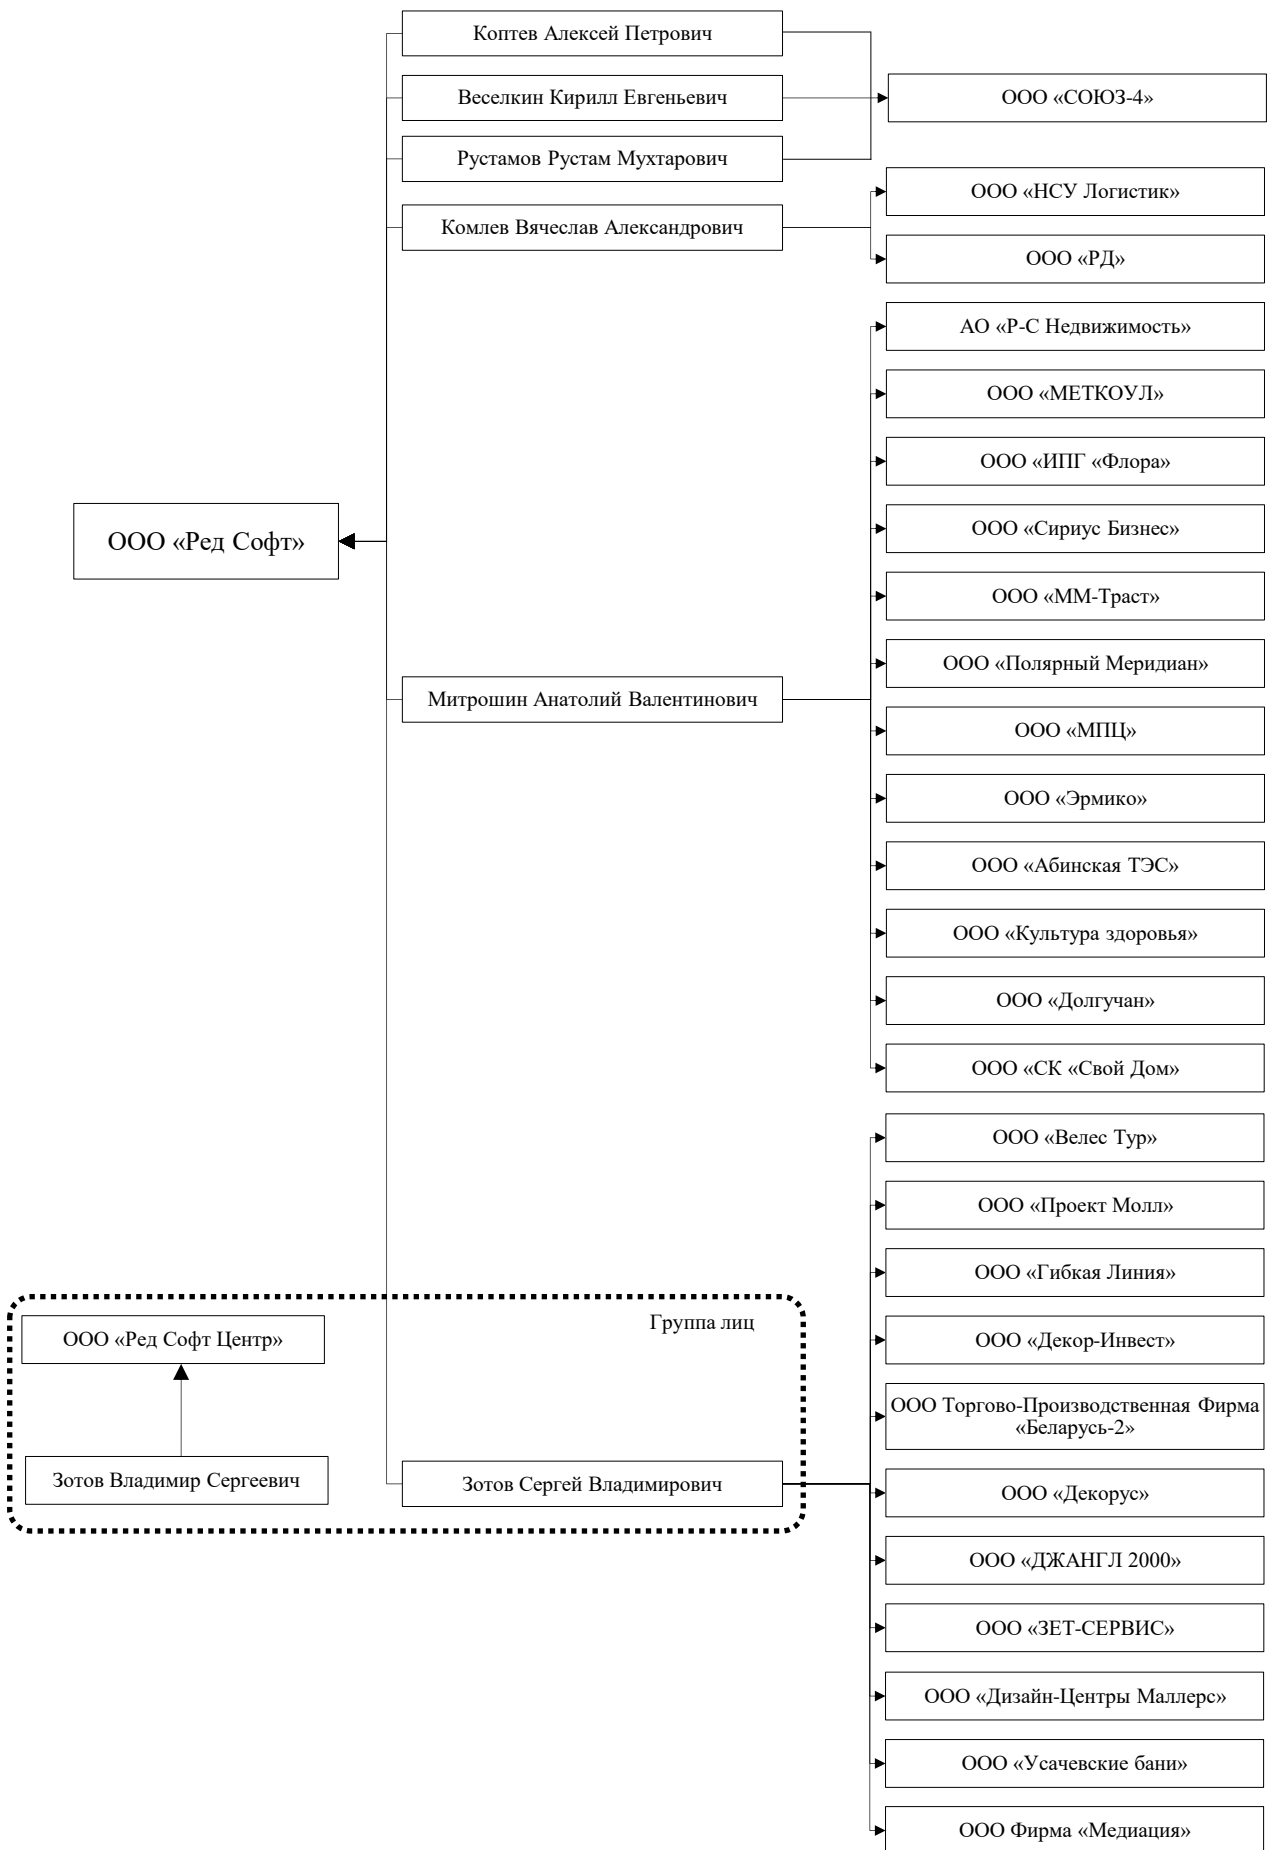 Коптев Алексей Петрович
Веселкин Кирилл Евгеньевич
ООО «СОЮЗ-4»
Рустамов Рустам Мухтарович
ООО «НСУ Логистик»
Комлев Вячеслав Александрович
ООО «РД»
АО «Р-С Недвижимость»
ООО «МЕТКОУЛ»
ООО «ИПГ «Флора»
ООО «Сириус Бизнес»
ООО «Ред Софт»
ООО «ММ-Траст»
ООО «Полярный Меридиан»
Митрошин Анатолий Валентинович
ООО «МПЦ»
ООО «Эрмико»
ООО «Абинская ТЭС»
ООО «Культура здоровья»
ООО «Долгучан»
ООО «СК «Свой Дом»
ООО «Велес Тур»
ООО «Проект Молл»
ООО «Гибкая Линия»
Группа лиц
ООО «Ред Софт Центр»
ООО «Декор-Инвест»
ООО Торгово-Производственная Фирма
«Беларусь-2»
Зотов Владимир Сергеевич
Зотов Сергей Владимирович
ООО «Декорус»
ООО «ДЖАНГЛ 2000»
ООО «ЗЕТ-СЕРВИС»
ООО «Дизайн-Центры Маллерс»
ООО «Усачевские бани»
ООО Фирма «Медиация»